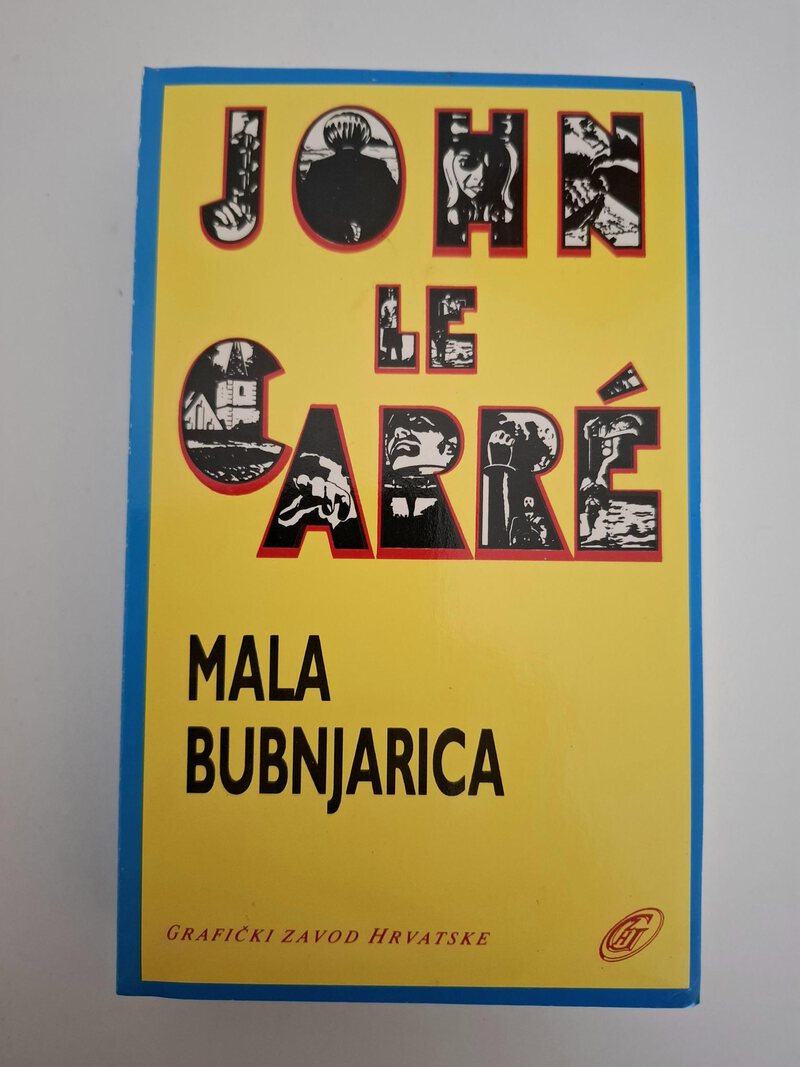 JOHN
LE
CARRÉ
MALA
BUBNJARICA
GRAFIČKI ZAVOD HRVATSKE